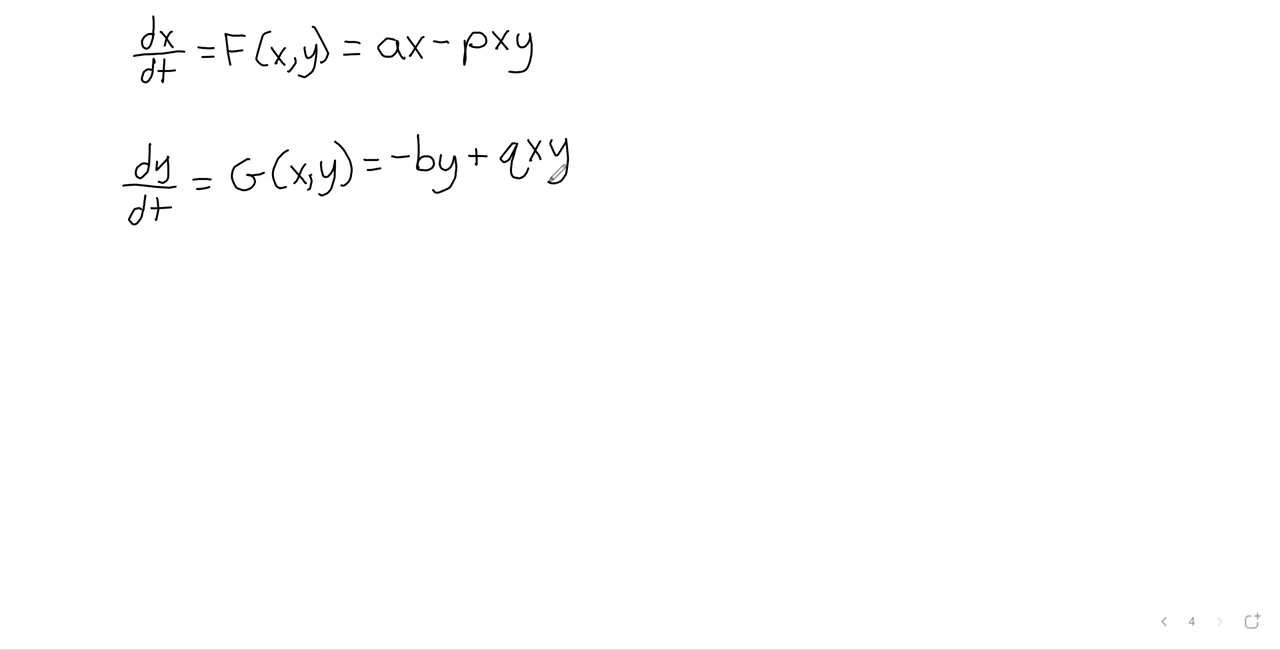 dx/dt = F(x,y) = ax - pxy
dy/dt = G(x,y) = -by + qxy
4